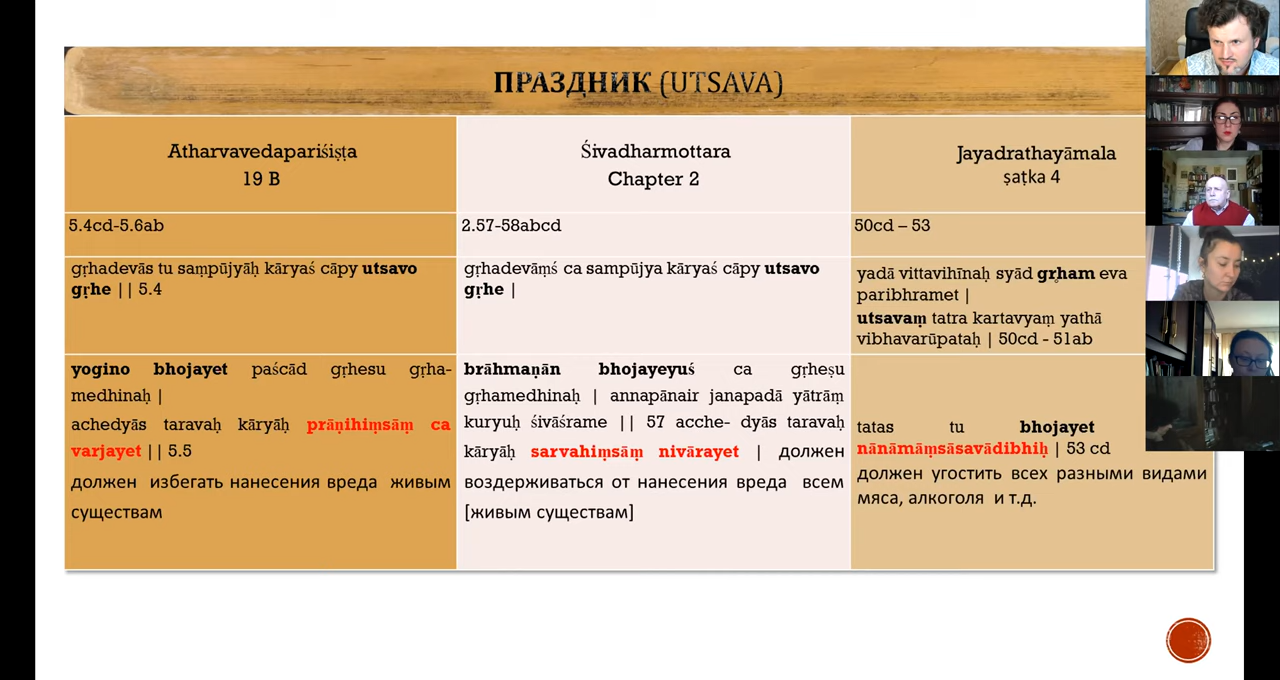 ПРАЗДНИК (UTSAVA)
Atharvavedapariśiṣṭa
19 B
Śivadharmottara
Chapter 2
Jayadrathayāmala
ṣaṭka 4
5.4cd-5.6ab
2.57-58abcd
50cd – 53
gṛhadevās tu saṃpūjyāḥ kāryaś cāpy utsavo
gṛhe || 5.4
gṛhadevāṃś ca sampūjya kāryaś cāpy utsavo
gṛhe |
yadā vittavihīnaḥ syād gṛham eva
paribhramet |
utsavaṃ tatra kartavyaṃ yathā
vibhavarūpataḥ | 50cd - 51ab
yogino bhojayet paścād gṛhesu gṛha-
medhinaḥ |
achedyās taravaḥ kāryāḥ prāṇihiṃsāṃ ca
varjayet || 5.5
должен избегать нанесения вреда живым
существам
brāhmaṇān bhojayeyuś ca gṛheṣu
gṛhamedhinaḥ | annapānair janapadā yātrāṃ
kuryuḥ śivāśrame || 57 acche- dyās taravaḥ
kāryāḥ sarvahiṃsāṃ nivārayet | должен
воздерживаться от нанесения вреда всем
[живым существам]
tatas tu bhojayet
nānāmāṃsāsavādibhiḥ | 53 cd
должен угостить всех разными видами
мяса, алкоголя и т.д.